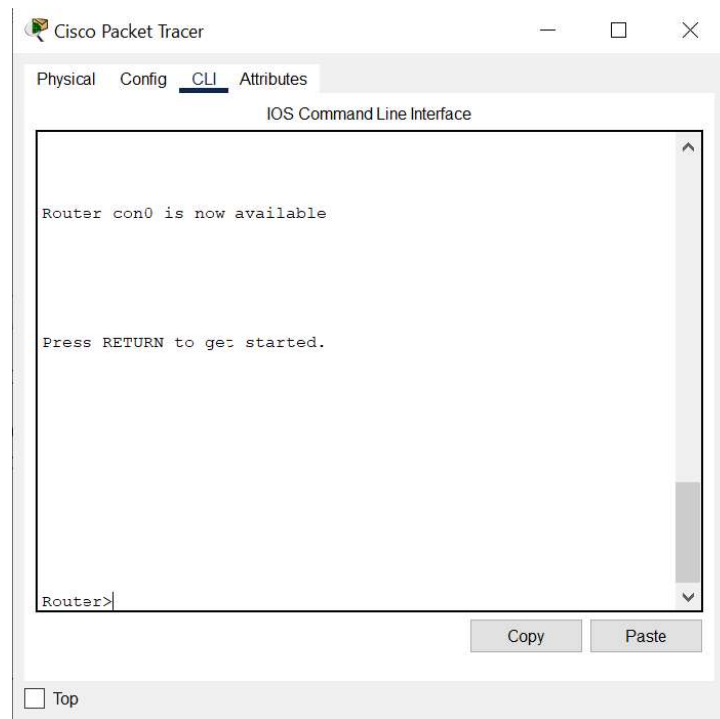 Cisco Packet Tracer
Physical Config CLI Attributes
IOS Command Line Interface
Router con0 is now available
Press RETURN to get started.
Router>
Copy Paste
Top